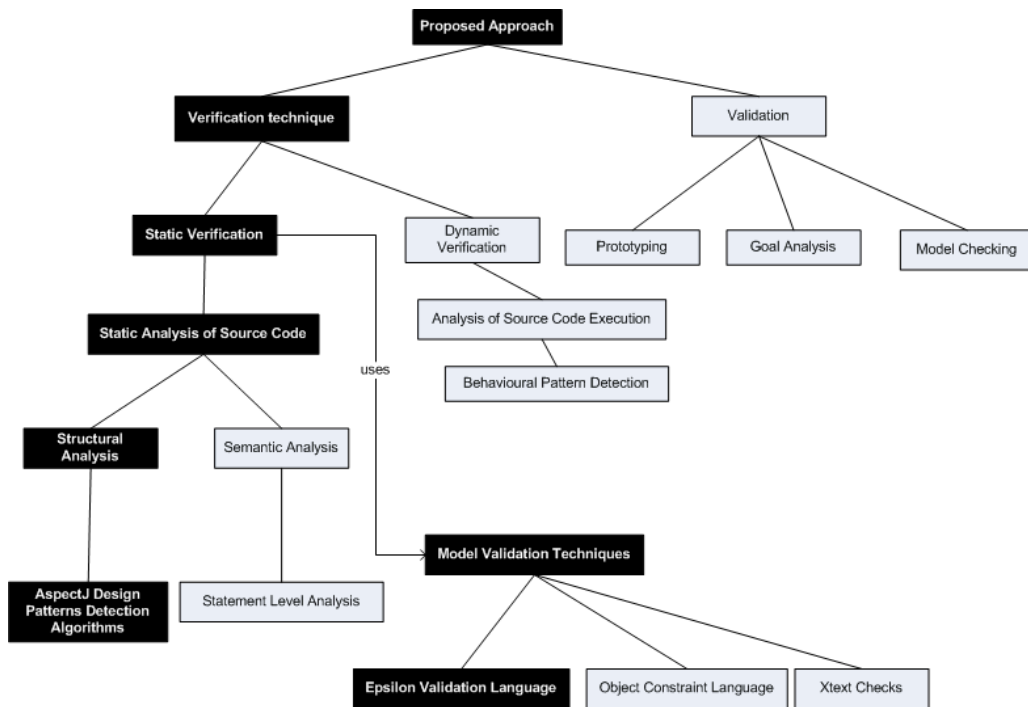 Proposed Approach
Verification technique
Validation
Static Verification
Dynamic
Verification
Prototyping
Goal Analysis
Model Checking
Static Analysis of Source Code
Analysis of Source Code Execution
uses
Behavioural Pattern Detection
Structural
Analysis
Semantic Analysis
Model Validation Techniques
AspectJ Design
Patterns Detection
Algorithms
Statement Level Analysis
Epsilon Validation Language
Object Constraint Language
Xtext Checks